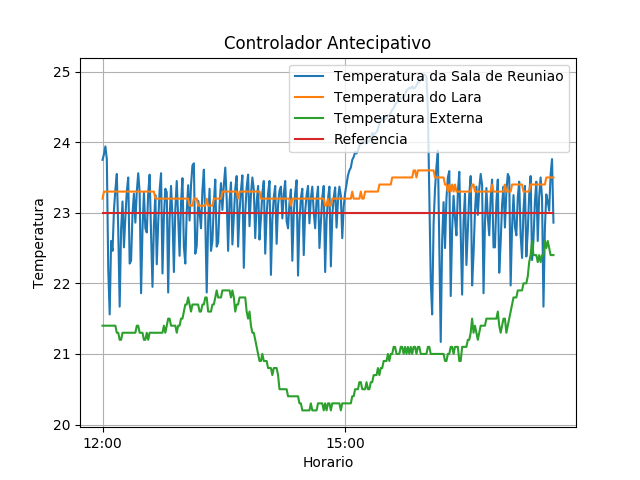 Controlador Antecipativo
Temperatura da Sala de Reuniao
Temperatura do Lara
Temperatura Externa
Referencia
Temperatura
25
24
23
22
21
20
12:00
15:00
Horario